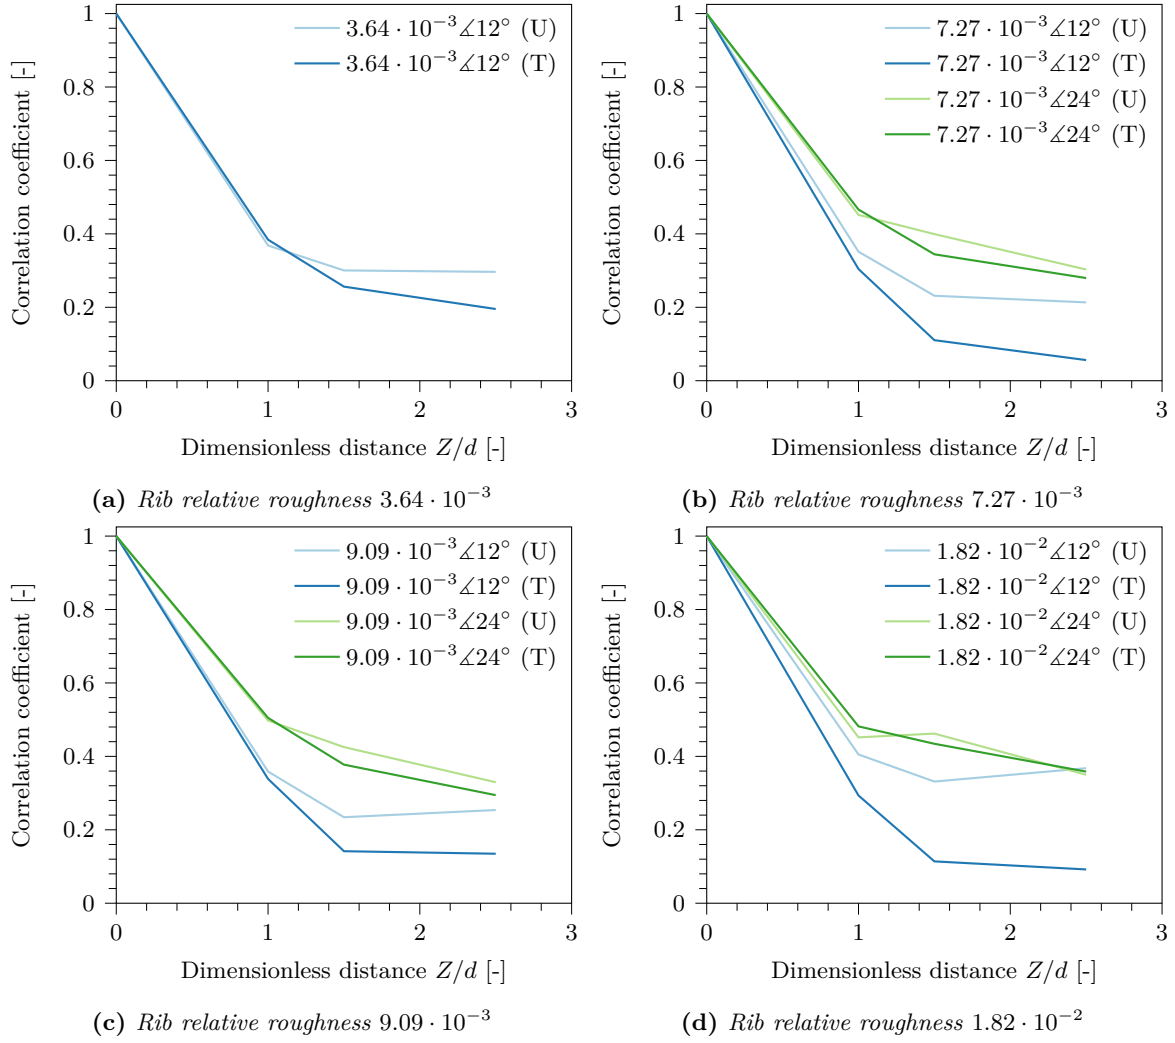 Correlation coefficient [-]
1
0.8
0.6
0.4
0.2
0
0 1 2 3
3.64 · 10⁻³∡12° (U)
3.64 · 10⁻³∡12° (T)
Dimensionless distance Z/d [-]
(a) Rib relative roughness 3.64 · 10⁻³
Correlation coefficient [-]
1
0.8
0.6
0.4
0.2
0
0 1 2 3
7.27 · 10⁻³∡12° (U)
7.27 · 10⁻³∡12° (T)
7.27 · 10⁻³∡24° (U)
7.27 · 10⁻³∡24° (T)
Dimensionless distance Z/d [-]
(b) Rib relative roughness 7.27 · 10⁻³
Correlation coefficient [-]
1
0.8
0.6
0.4
0.2
0
0 1 2 3
9.09 · 10⁻³∡12° (U)
9.09 · 10⁻³∡12° (T)
9.09 · 10⁻³∡24° (U)
9.09 · 10⁻³∡24° (T)
Dimensionless distance Z/d [-]
(c) Rib relative roughness 9.09 · 10⁻³
Correlation coefficient [-]
1
0.8
0.6
0.4
0.2
0
0 1 2 3
1.82 · 10⁻²∡12° (U)
1.82 · 10⁻²∡12° (T)
1.82 · 10⁻²∡24° (U)
1.82 · 10⁻²∡24° (T)
Dimensionless distance Z/d [-]
(d) Rib relative roughness 1.82 · 10⁻²